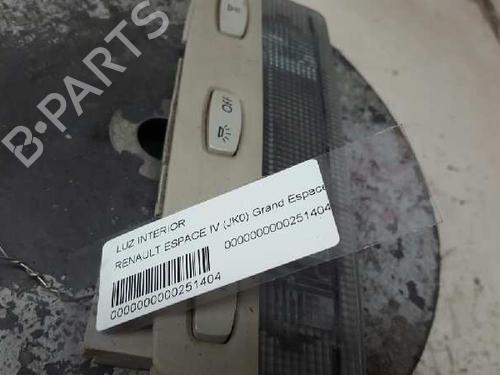 B-PARTS
OFF
LUZ INTERIOR
RENAULT ESPACE IV (JK0) Grand Espace
0000000000251404
0000000000251404